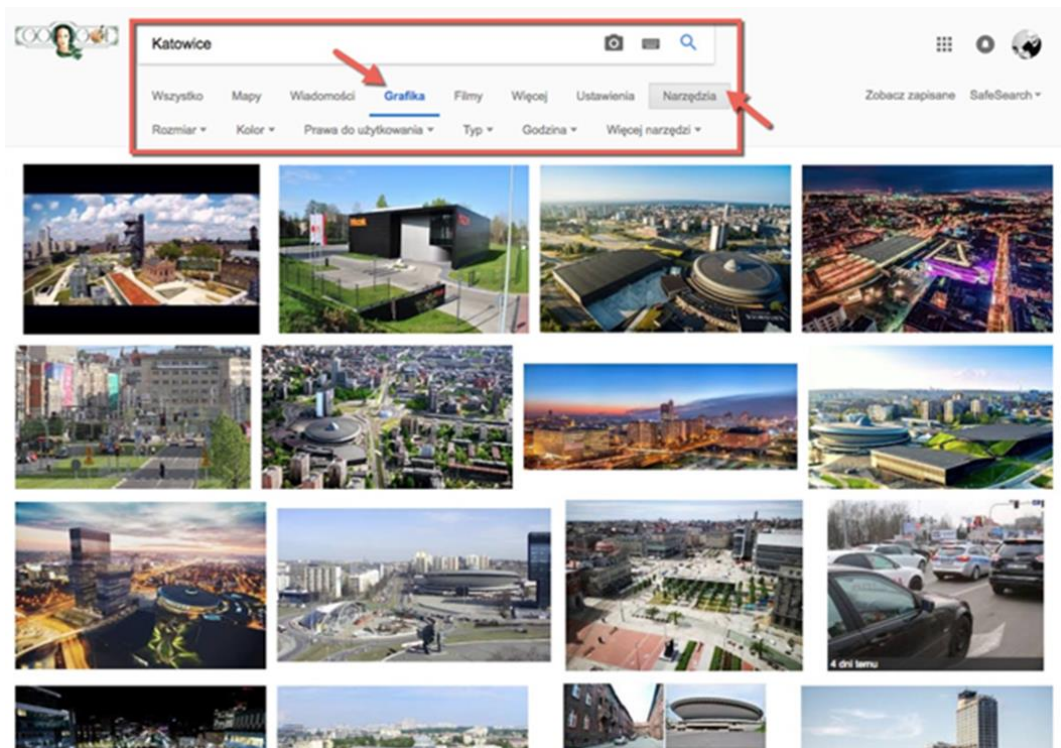 Katowice
Wszystko Mapy Wiadomości Grafika Filmy Więcej Ustawienia Narzędzia Zobacz zapisane SafeSearch
Rozmiar Kolor Prawa do użytkowania Typ Godzina Więcej narzędzi
4 dni temu